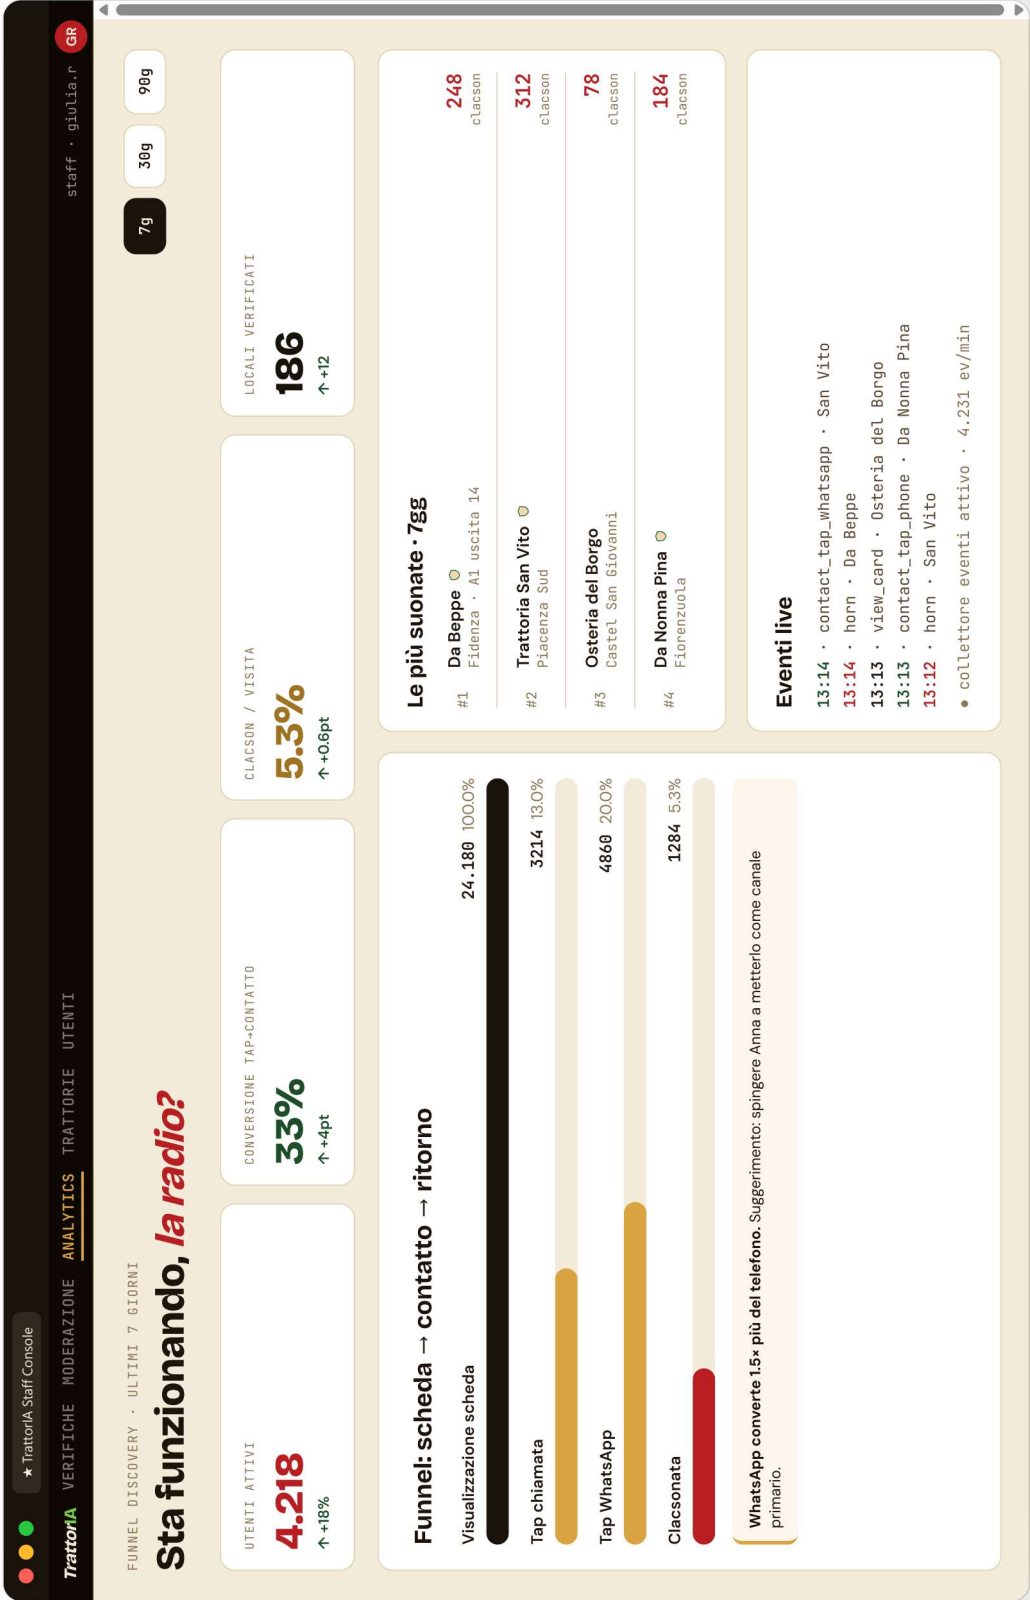 ★ TrattorIA Staff Console
TrattorIA VERIFICHE MODERAZIONE ANALYTICS TRATTORIE UTENTI staff · giulia.r GR
FUNNEL DISCOVERY · ULTIMI 7 GIORNI
Sta funzionando, la radio?
7g 30g 90g
UTENTI ATTIVI
4.218
↑ +18%
CONVERSIONE TAP→CONTATTO
33%
↑ +4pt
CLACSON / VISITA
5.3%
↑ +0.6pt
LOCALI VERIFICATI
186
↑ +12
Funnel: scheda → contatto → ritorno
Visualizzazione scheda 24.180 100.0%
Tap chiamata 3214 13.0%
Tap WhatsApp 4860 20.0%
Clacsonata 1284 5.3%
WhatsApp converte 1.5× più del telefono. Suggerimento: spingere Anna a metterlo come canale
primario.
Le più suonate · 7gg
#1 Da Beppe 248
Fidenza · A1 uscita 14 clacson
#2 Trattoria San Vito 312
Piacenza Sud clacson
#3 Osteria del Borgo 78
Castel San Giovanni clacson
#4 Da Nonna Pina 184
Fiorenzuola clacson
Eventi live
13:14 · contact_tap_whatsapp · San Vito
13:14 · horn · Da Beppe
13:13 · view_card · Osteria del Borgo
13:13 · contact_tap_phone · Da Nonna Pina
13:12 · horn · San Vito
● collettore eventi attivo · 4.231 ev/min